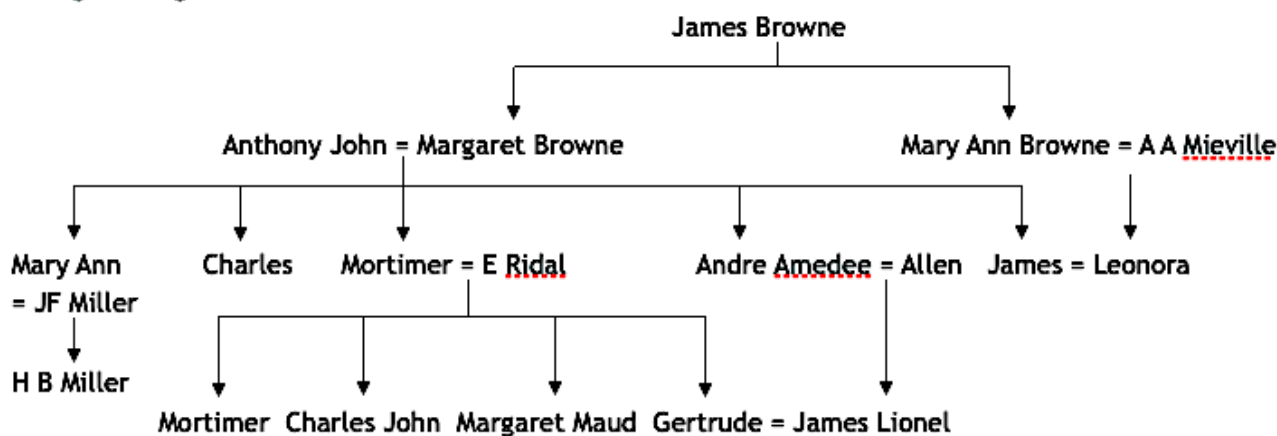 James Browne
Anthony John = Margaret Browne Mary Ann Browne = A A Mieville
Mary Ann Charles Mortimer = E Ridal Andre Amedee = Allen James = Leonora
= JF Miller
H B Miller
Mortimer Charles John Margaret Maud Gertrude = James Lionel